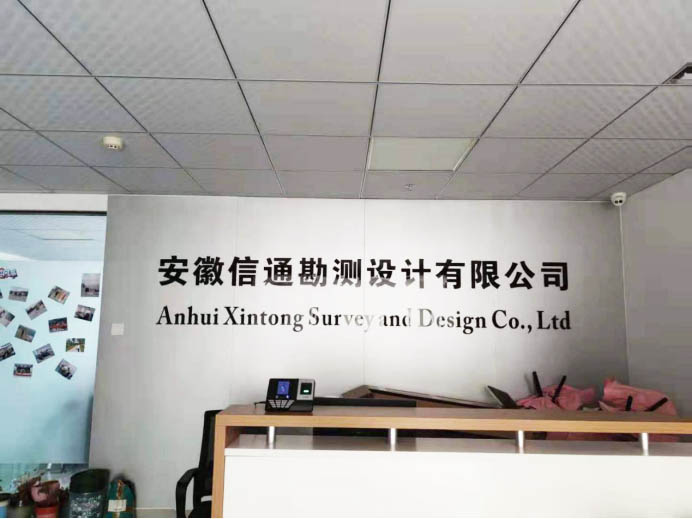 安徽信通勘测设计有限公司
Anhui Xintong Survey and Design Co., Ltd